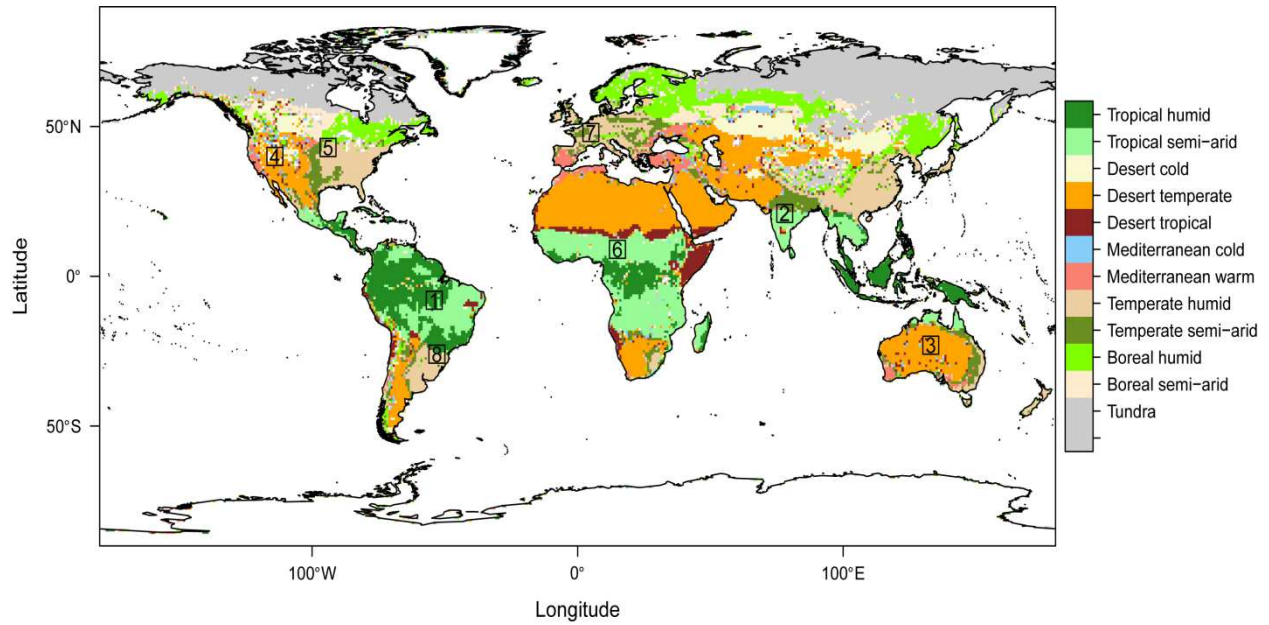 50°N
0°
50°S
Latitude
100°W
0°
100°E
Longitude
4
5
7
2
6
1
8
3
Tropical humid
Tropical semi−arid
Desert cold
Desert temperate
Desert tropical
Mediterranean cold
Mediterranean warm
Temperate humid
Temperate semi−arid
Boreal humid
Boreal semi−arid
Tundra